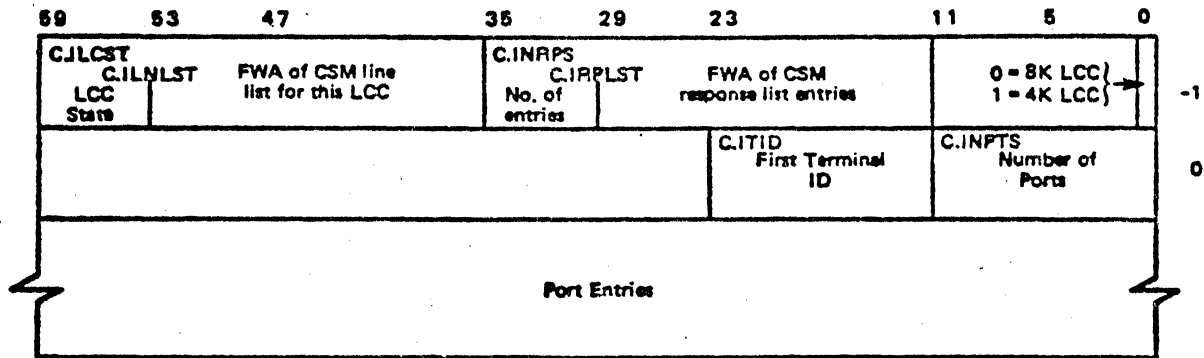 59 53 47 35 29 23 11 5 0
C.ILCST
C.ILNLST
LCC
State
FWA of CSM line
list for this LCC
C.INRPS
C.IRPLST
No. of
entries
FWA of CSM
response list entries
0 = 8K LCC
1 = 4K LCC
-1
C.ITID
First Terminal
ID
C.INPTS
Number of
Ports
0
Port Entries